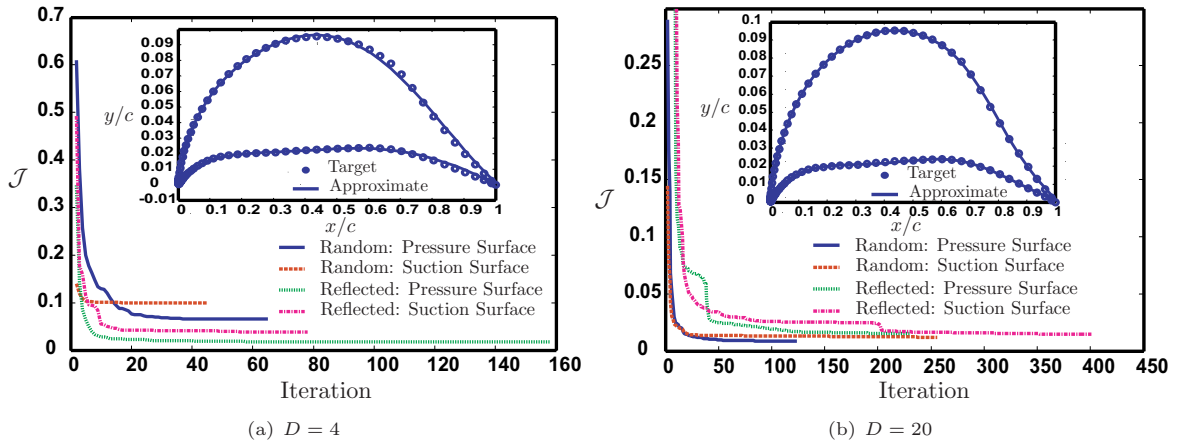 0.7
0.6
0.5
0.4
0.3
0.2
0.1
0
𝒥
0 20 40 60 80 100 120 140 160
Iteration
0.09
0.08
0.07
0.06
0.05
0.04
0.03
0.02
0.01
0
-0.01
y/c
0 0.1 0.2 0.3 0.4 0.5 0.6 0.7 0.8 0.9 1
x/c
Target
Approximate
Random: Pressure Surface
Random: Suction Surface
Reflected: Pressure Surface
Reflected: Suction Surface
(a) D = 4
0.25
0.2
0.15
0.1
0.05
0
𝒥
0 50 100 150 200 250 300 350 400 450
Iteration
0.1
0.09
0.08
0.07
0.06
0.05
0.04
0.03
0.02
0.01
0
y/c
0 0.1 0.2 0.3 0.4 0.5 0.6 0.7 0.8 0.9 1
x/c
Target
Approximate
Random: Pressure Surface
Random: Suction Surface
Reflected: Pressure Surface
Reflected: Suction Surface
(b) D = 20